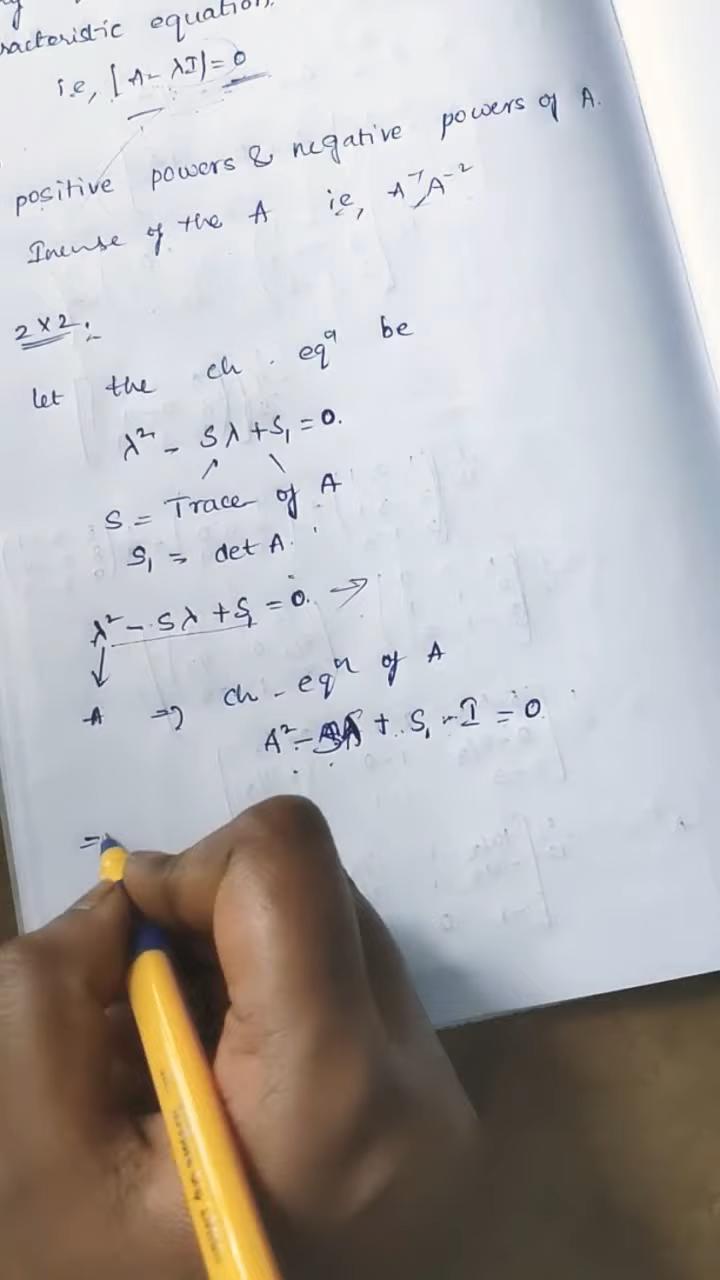 racteristic equation.
i.e, |A - λI| = 0
positive powers & negative powers of A.
Inverse of the A ie, A⁻¹, A⁻²
2 x 2 :-
let the ch . eqⁿ be
λ² - Sλ + S₁ = 0.
S = Trace of A
S₁ = det A.
λ² - Sλ + S₁ = 0. →
A ⇒ ch - eqⁿ of A
A² - SA + S₁ - I = 0
=